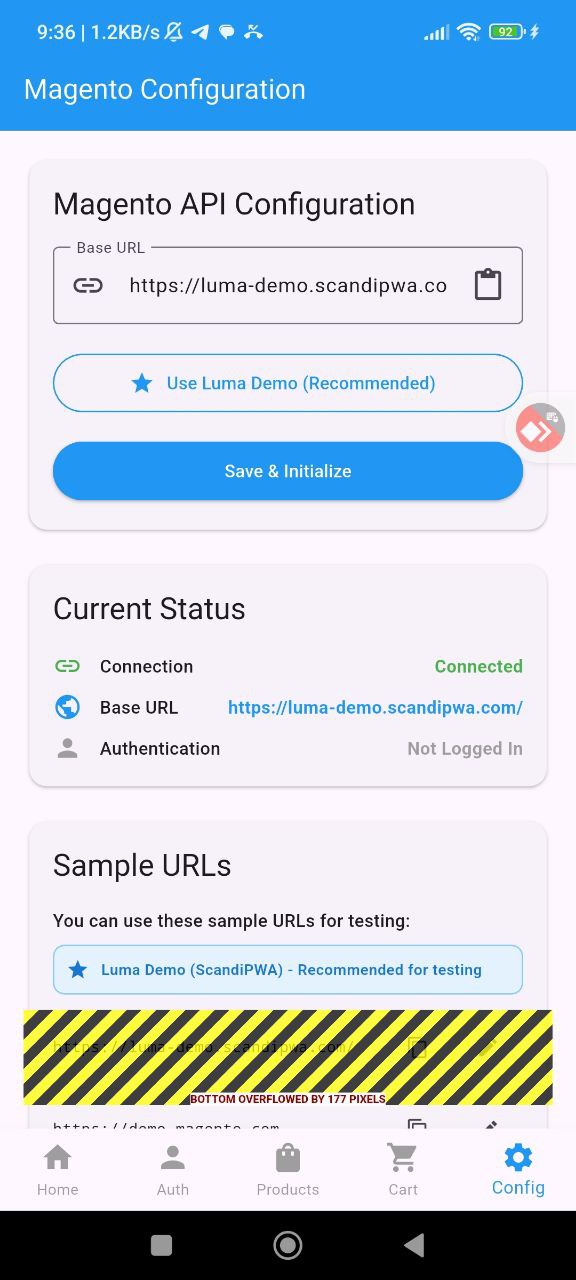 9:36 | 1.2KB/s
92
Magento Configuration
Magento API Configuration
Base URL
https://luma-demo.scandipwa.co
Use Luma Demo (Recommended)
Save & Initialize
Current Status
Connection Connected
Base URL https://luma-demo.scandipwa.com/
Authentication Not Logged In
Sample URLs
You can use these sample URLs for testing:
Luma Demo (ScandiPWA) - Recommended for testing
https://luma-demo.scandipwa.com/
BOTTOM OVERFLOWED BY 177 PIXELS
https://demo.magento.com
Home Auth Products Cart Config